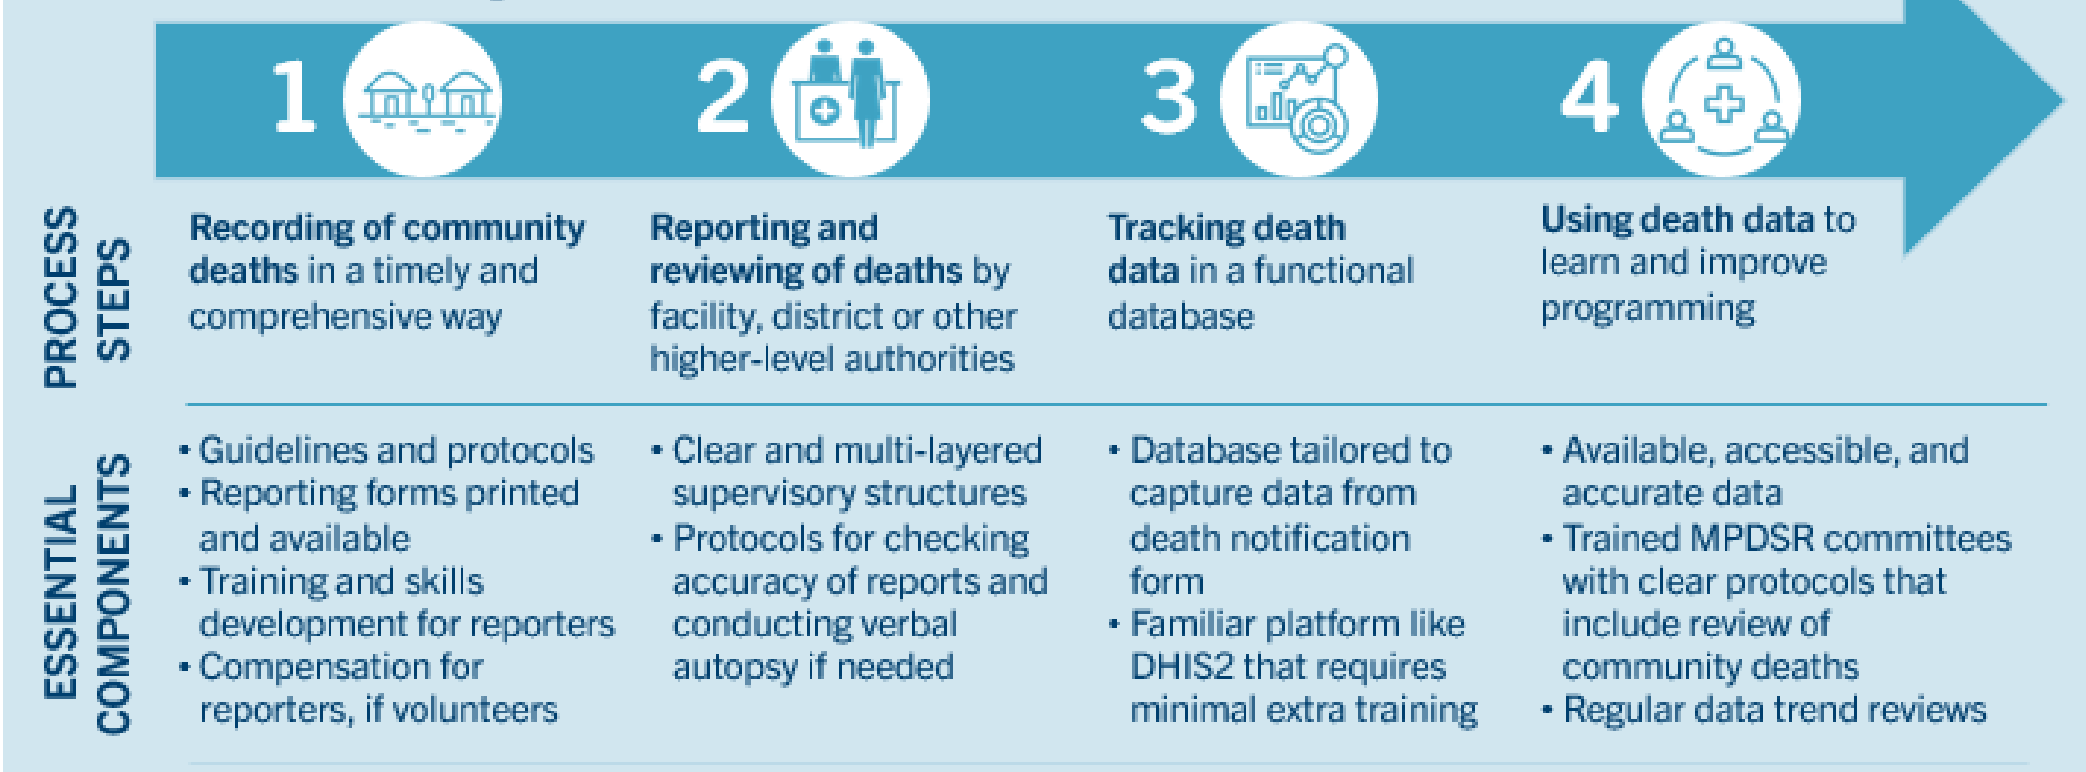 1
2
3
4
PROCESS
STEPS
Recording of community
deaths in a timely and
comprehensive way
Reporting and
reviewing of deaths by
facility, district or other
higher-level authorities
Tracking death
data in a functional
database
Using death data to
learn and improve
programming
ESSENTIAL
COMPONENTS
• Guidelines and protocols
• Reporting forms printed
and available
• Training and skills
development for reporters
• Compensation for
reporters, if volunteers
• Clear and multi-layered
supervisory structures
• Protocols for checking
accuracy of reports and
conducting verbal
autopsy if needed
• Database tailored to
capture data from
death notification
form
• Familiar platform like
DHIS2 that requires
minimal extra training
• Available, accessible, and
accurate data
• Trained MPDSR committees
with clear protocols that
include review of
community deaths
• Regular data trend reviews